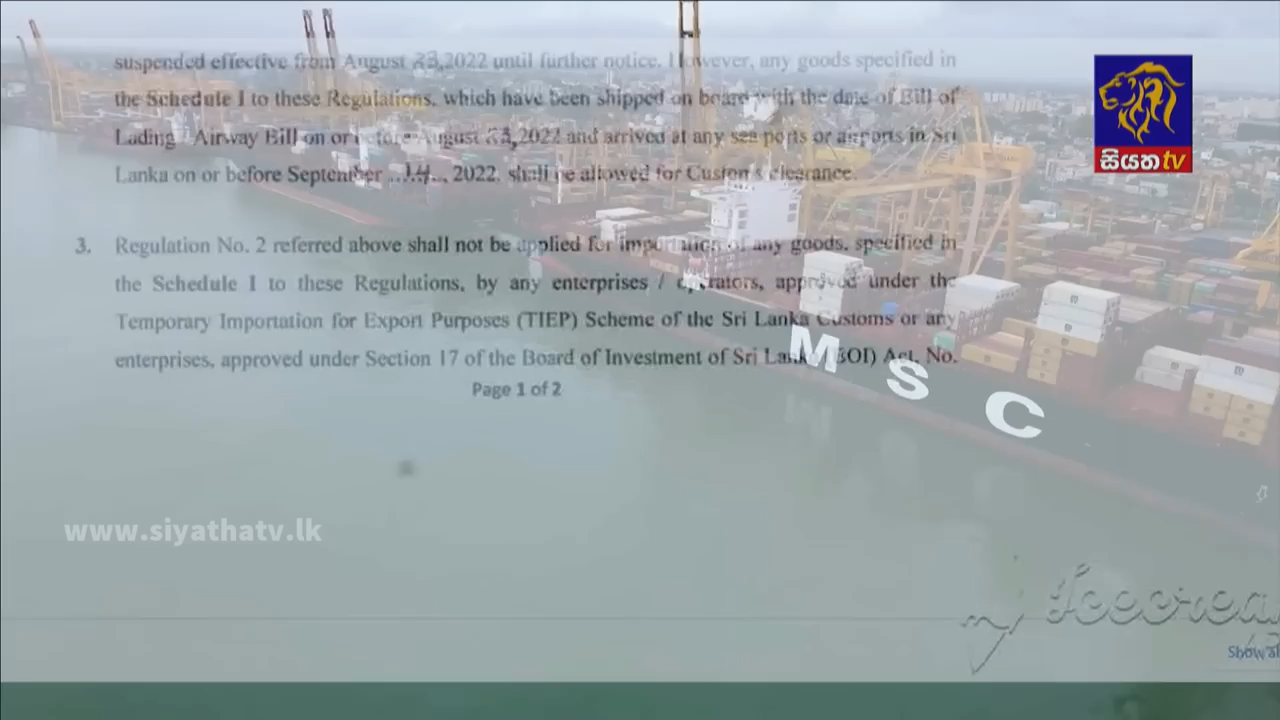 suspended effective from August 23,2022 until further notice. However, any goods specified in
the Schedule I to these Regulations, which have been shipped on board with the date of Bill of
Lading / Airway Bill on or before August 23,2022 and arrived at any sea ports or airports in Sri
Lanka on or before September ..14.., 2022, shall be allowed for Custom's clearance.
3. Regulation No. 2 referred above shall not be applied for importation of any goods, specified in
the Schedule I to these Regulations, by any enterprises / operators, approved under the
Temporary Importation for Export Purposes (TIEP) Scheme of the Sri Lanka Customs or any
enterprises, approved under Section 17 of the Board of Investment of Sri Lanka (BOI) Act, No.
Page 1 of 2
සියත tv
MSC
www.siyathatv.lk